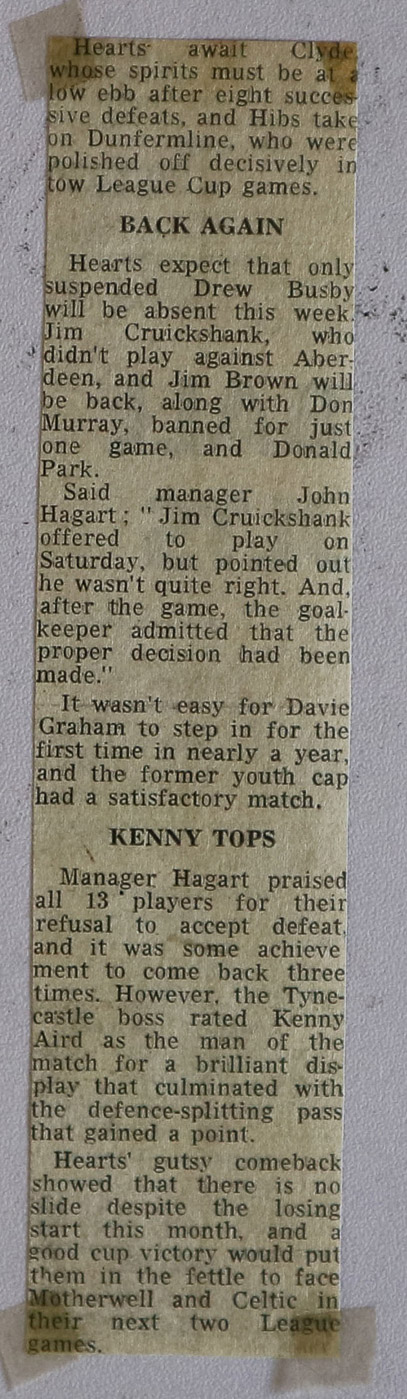 Hearts await Clyde,
whose spirits must be at a
low ebb after eight succes-
sive defeats, and Hibs take
on Dunfermline, who were
polished off decisively in
tow League Cup games.
BACK AGAIN
Hearts expect that only
suspended Drew Busby
will be absent this week.
Jim Cruickshank, who
didn't play against Aber-
deen, and Jim Brown will
be back, along with Don
Murray, banned for just
one game, and Donald
Park.
Said manager John
Hagart; "Jim Cruickshank
offered to play on
Saturday, but pointed out
he wasn't quite right. And,
after the game, the goal-
keeper admitted that the
proper decision had been
made."
It wasn't easy for Davie
Graham to step in for the
first time in nearly a year,
and the former youth cap
had a satisfactory match.
KENNY TOPS
Manager Hagart praised
all 13 players for their
refusal to accept defeat,
and it was some achieve
ment to come back three
times. However, the Tyne-
castle boss rated Kenny
Aird as the man of the
match for a brilliant dis-
play that culminated with
the defence-splitting pass
that gained a point.
Hearts' gutsy comeback
showed that there is no
slide despite the losing
start this month, and a
good cup victory would put
them in the fettle to face
Motherwell and Celtic in
their next two League
games.